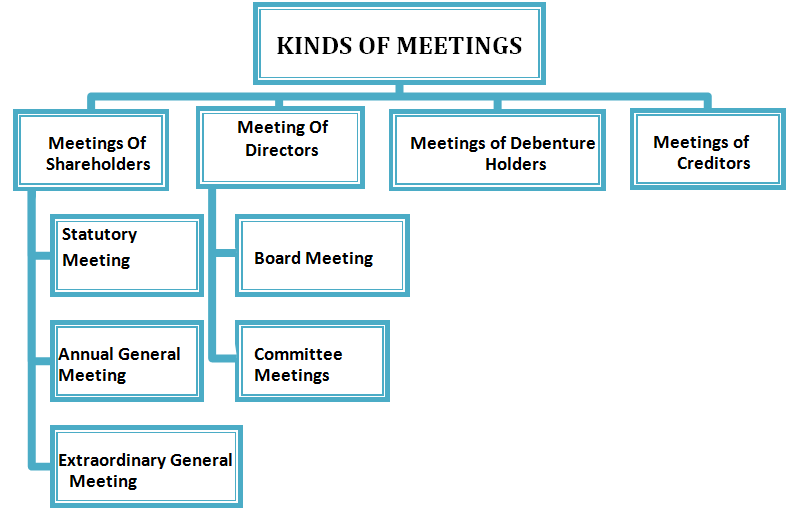 KINDS OF MEETINGS
Meetings Of
Shareholders
Meeting Of
Directors
Meetings of Debenture
Holders
Meetings of
Creditors
Statutory
Meeting
Board Meeting
Annual General
Meeting
Committee
Meetings
Extraordinary General
Meeting